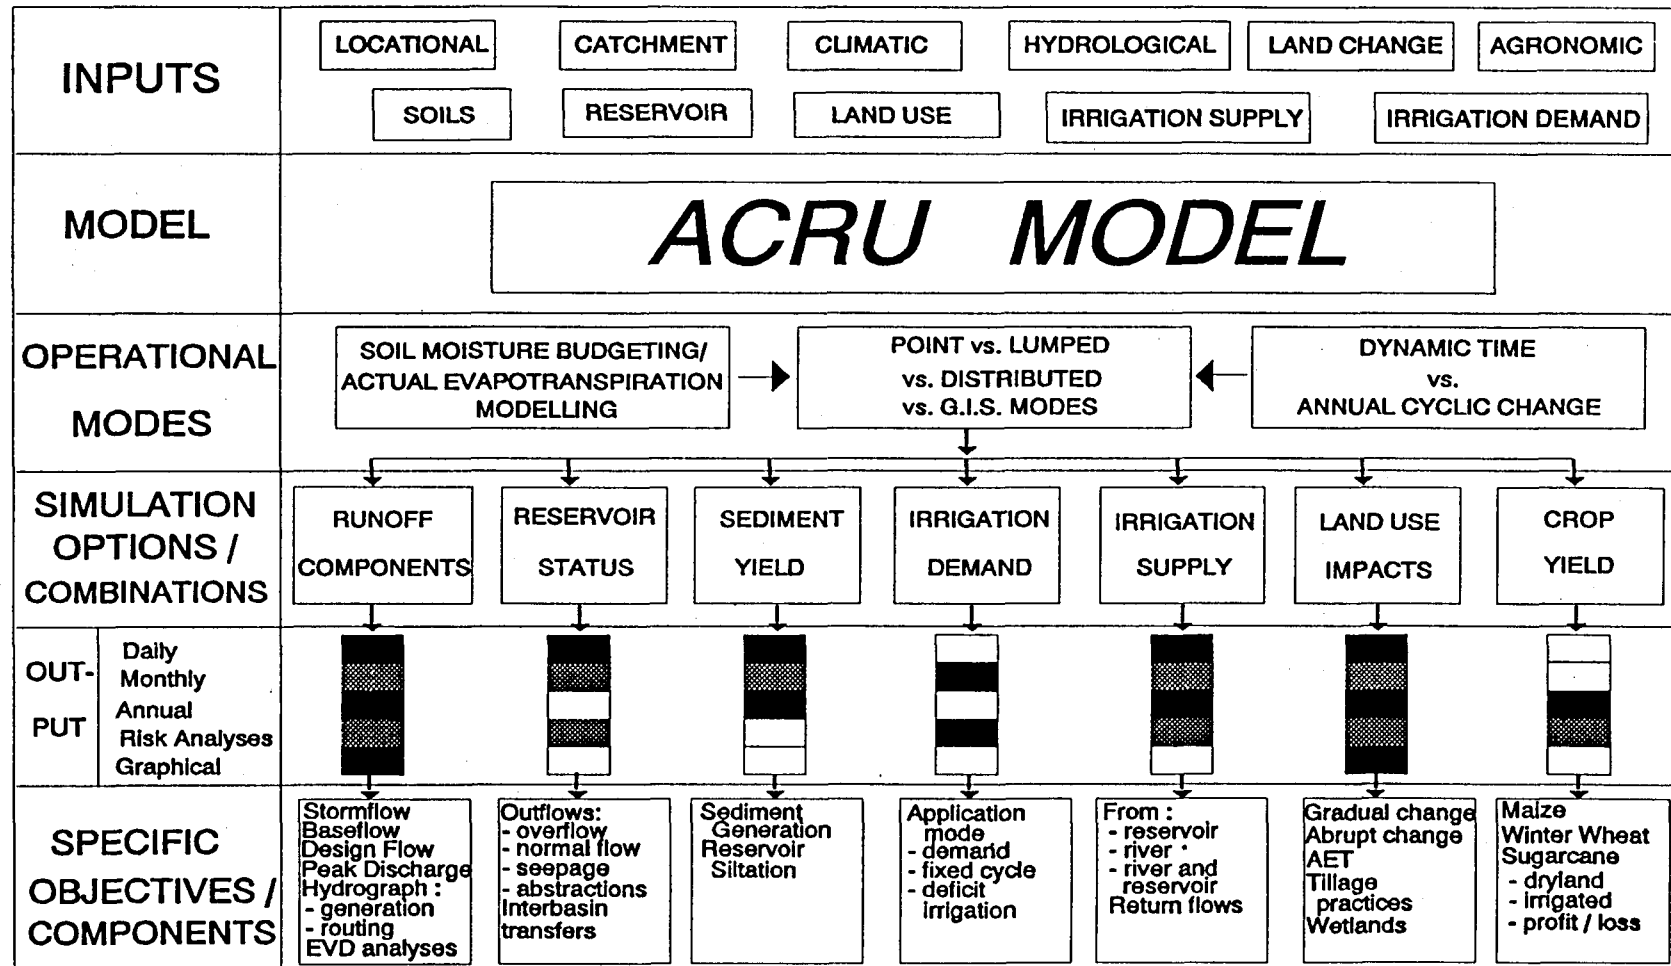 INPUTS
LOCATIONAL
CATCHMENT
CLIMATIC
HYDROLOGICAL
LAND CHANGE
AGRONOMIC
SOILS
RESERVOIR
LAND USE
IRRIGATION SUPPLY
IRRIGATION DEMAND
MODEL
ACRU MODEL
OPERATIONAL
MODES
SOIL MOISTURE BUDGETING/
ACTUAL EVAPOTRANSPIRATION
MODELLING
POINT vs. LUMPED
vs. DISTRIBUTED
vs. G.I.S. MODES
DYNAMIC TIME
vs.
ANNUAL CYCLIC CHANGE
SIMULATION
OPTIONS /
COMBINATIONS
RUNOFF
COMPONENTS
RESERVOIR
STATUS
SEDIMENT
YIELD
IRRIGATION
DEMAND
IRRIGATION
SUPPLY
LAND USE
IMPACTS
CROP
YIELD
OUT-
PUT
Daily
Monthly
Annual
Risk Analyses
Graphical
SPECIFIC
OBJECTIVES /
COMPONENTS
Stormflow
Baseflow
Design Flow
Peak Discharge
Hydrograph :
- generation
- routing
EVD analyses
Outflows:
- overflow
- normal flow
- seepage
- abstractions
Interbasin
transfers
Sediment
Generation
Reservoir
Siltation
Application
mode
- demand
- fixed cycle
- deficit
irrigation
From :
- reservoir
- river
- river and
reservoir
Return flows
Gradual change
Abrupt change
AET
Tillage
practices
Wetlands
Maize
Winter Wheat
Sugarcane
- dryland
- irrigated
- profit / loss